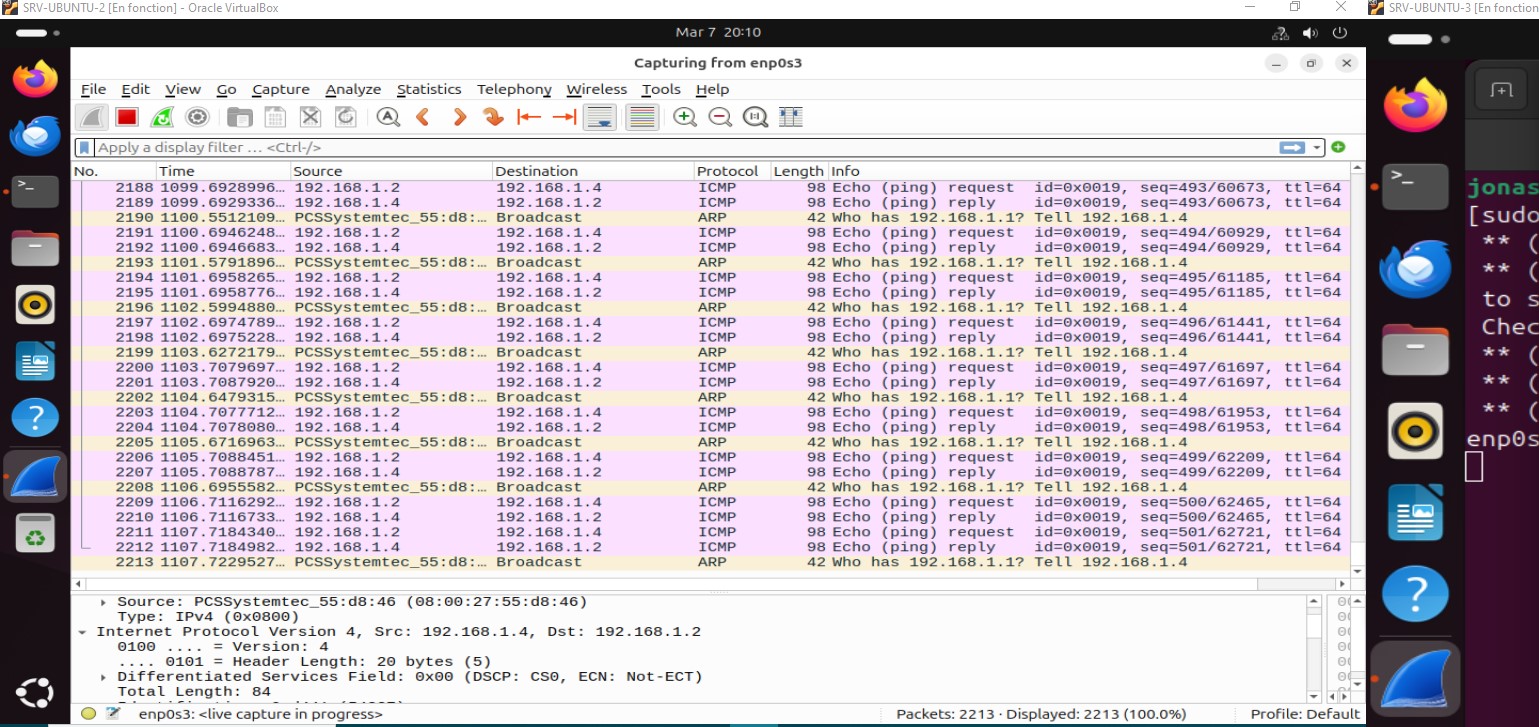 SRV-UBUNTU-2 [En fonction] - Oracle VirtualBox
SRV-UBUNTU-3 [En fonction
Mar 7 20:10
Capturing from enp0s3
File Edit View Go Capture Analyze Statistics Telephony Wireless Tools Help
Apply a display filter … <Ctrl-/>
No. Time Source Destination Protocol Length Info
2188 1099.6928996… 192.168.1.2 192.168.1.4 ICMP 98 Echo (ping) request id=0x0019, seq=493/60673, ttl=64
2189 1099.6929336… 192.168.1.4 192.168.1.2 ICMP 98 Echo (ping) reply id=0x0019, seq=493/60673, ttl=64
2190 1100.5512109… PCSSystemtec_55:d8:… Broadcast ARP 42 Who has 192.168.1.1? Tell 192.168.1.4
2191 1100.6946248… 192.168.1.2 192.168.1.4 ICMP 98 Echo (ping) request id=0x0019, seq=494/60929, ttl=64
2192 1100.6946683… 192.168.1.4 192.168.1.2 ICMP 98 Echo (ping) reply id=0x0019, seq=494/60929, ttl=64
2193 1101.5791896… PCSSystemtec_55:d8:… Broadcast ARP 42 Who has 192.168.1.1? Tell 192.168.1.4
2194 1101.6958265… 192.168.1.2 192.168.1.4 ICMP 98 Echo (ping) request id=0x0019, seq=495/61185, ttl=64
2195 1101.6958776… 192.168.1.4 192.168.1.2 ICMP 98 Echo (ping) reply id=0x0019, seq=495/61185, ttl=64
2196 1102.5994880… PCSSystemtec_55:d8:… Broadcast ARP 42 Who has 192.168.1.1? Tell 192.168.1.4
2197 1102.6974789… 192.168.1.2 192.168.1.4 ICMP 98 Echo (ping) request id=0x0019, seq=496/61441, ttl=64
2198 1102.6975228… 192.168.1.4 192.168.1.2 ICMP 98 Echo (ping) reply id=0x0019, seq=496/61441, ttl=64
2199 1103.6272179… PCSSystemtec_55:d8:… Broadcast ARP 42 Who has 192.168.1.1? Tell 192.168.1.4
2200 1103.7079697… 192.168.1.2 192.168.1.4 ICMP 98 Echo (ping) request id=0x0019, seq=497/61697, ttl=64
2201 1103.7087920… 192.168.1.4 192.168.1.2 ICMP 98 Echo (ping) reply id=0x0019, seq=497/61697, ttl=64
2202 1104.6479315… PCSSystemtec_55:d8:… Broadcast ARP 42 Who has 192.168.1.1? Tell 192.168.1.4
2203 1104.7077712… 192.168.1.2 192.168.1.4 ICMP 98 Echo (ping) request id=0x0019, seq=498/61953, ttl=64
2204 1104.7078080… 192.168.1.4 192.168.1.2 ICMP 98 Echo (ping) reply id=0x0019, seq=498/61953, ttl=64
2205 1105.6716963… PCSSystemtec_55:d8:… Broadcast ARP 42 Who has 192.168.1.1? Tell 192.168.1.4
2206 1105.7088451… 192.168.1.2 192.168.1.4 ICMP 98 Echo (ping) request id=0x0019, seq=499/62209, ttl=64
2207 1105.7088787… 192.168.1.4 192.168.1.2 ICMP 98 Echo (ping) reply id=0x0019, seq=499/62209, ttl=64
2208 1106.6955582… PCSSystemtec_55:d8:… Broadcast ARP 42 Who has 192.168.1.1? Tell 192.168.1.4
2209 1106.7116292… 192.168.1.2 192.168.1.4 ICMP 98 Echo (ping) request id=0x0019, seq=500/62465, ttl=64
2210 1106.7116733… 192.168.1.4 192.168.1.2 ICMP 98 Echo (ping) reply id=0x0019, seq=500/62465, ttl=64
2211 1107.7184340… 192.168.1.2 192.168.1.4 ICMP 98 Echo (ping) request id=0x0019, seq=501/62721, ttl=64
2212 1107.7184982… 192.168.1.4 192.168.1.2 ICMP 98 Echo (ping) reply id=0x0019, seq=501/62721, ttl=64
2213 1107.7229527… PCSSystemtec_55:d8:… Broadcast ARP 42 Who has 192.168.1.1? Tell 192.168.1.4
Source: PCSSystemtec_55:d8:46 (08:00:27:55:d8:46)
Type: IPv4 (0x0800)
Internet Protocol Version 4, Src: 192.168.1.4, Dst: 192.168.1.2
0100 .... = Version: 4
.... 0101 = Header Length: 20 bytes (5)
Differentiated Services Field: 0x00 (DSCP: CS0, ECN: Not-ECT)
Total Length: 84
enp0s3: <live capture in progress>
Packets: 2213 · Displayed: 2213 (100.0%)
Profile: Default
jonas
[sudo
** (
** (
to s
Chec
** (
** (
** (
enp0s